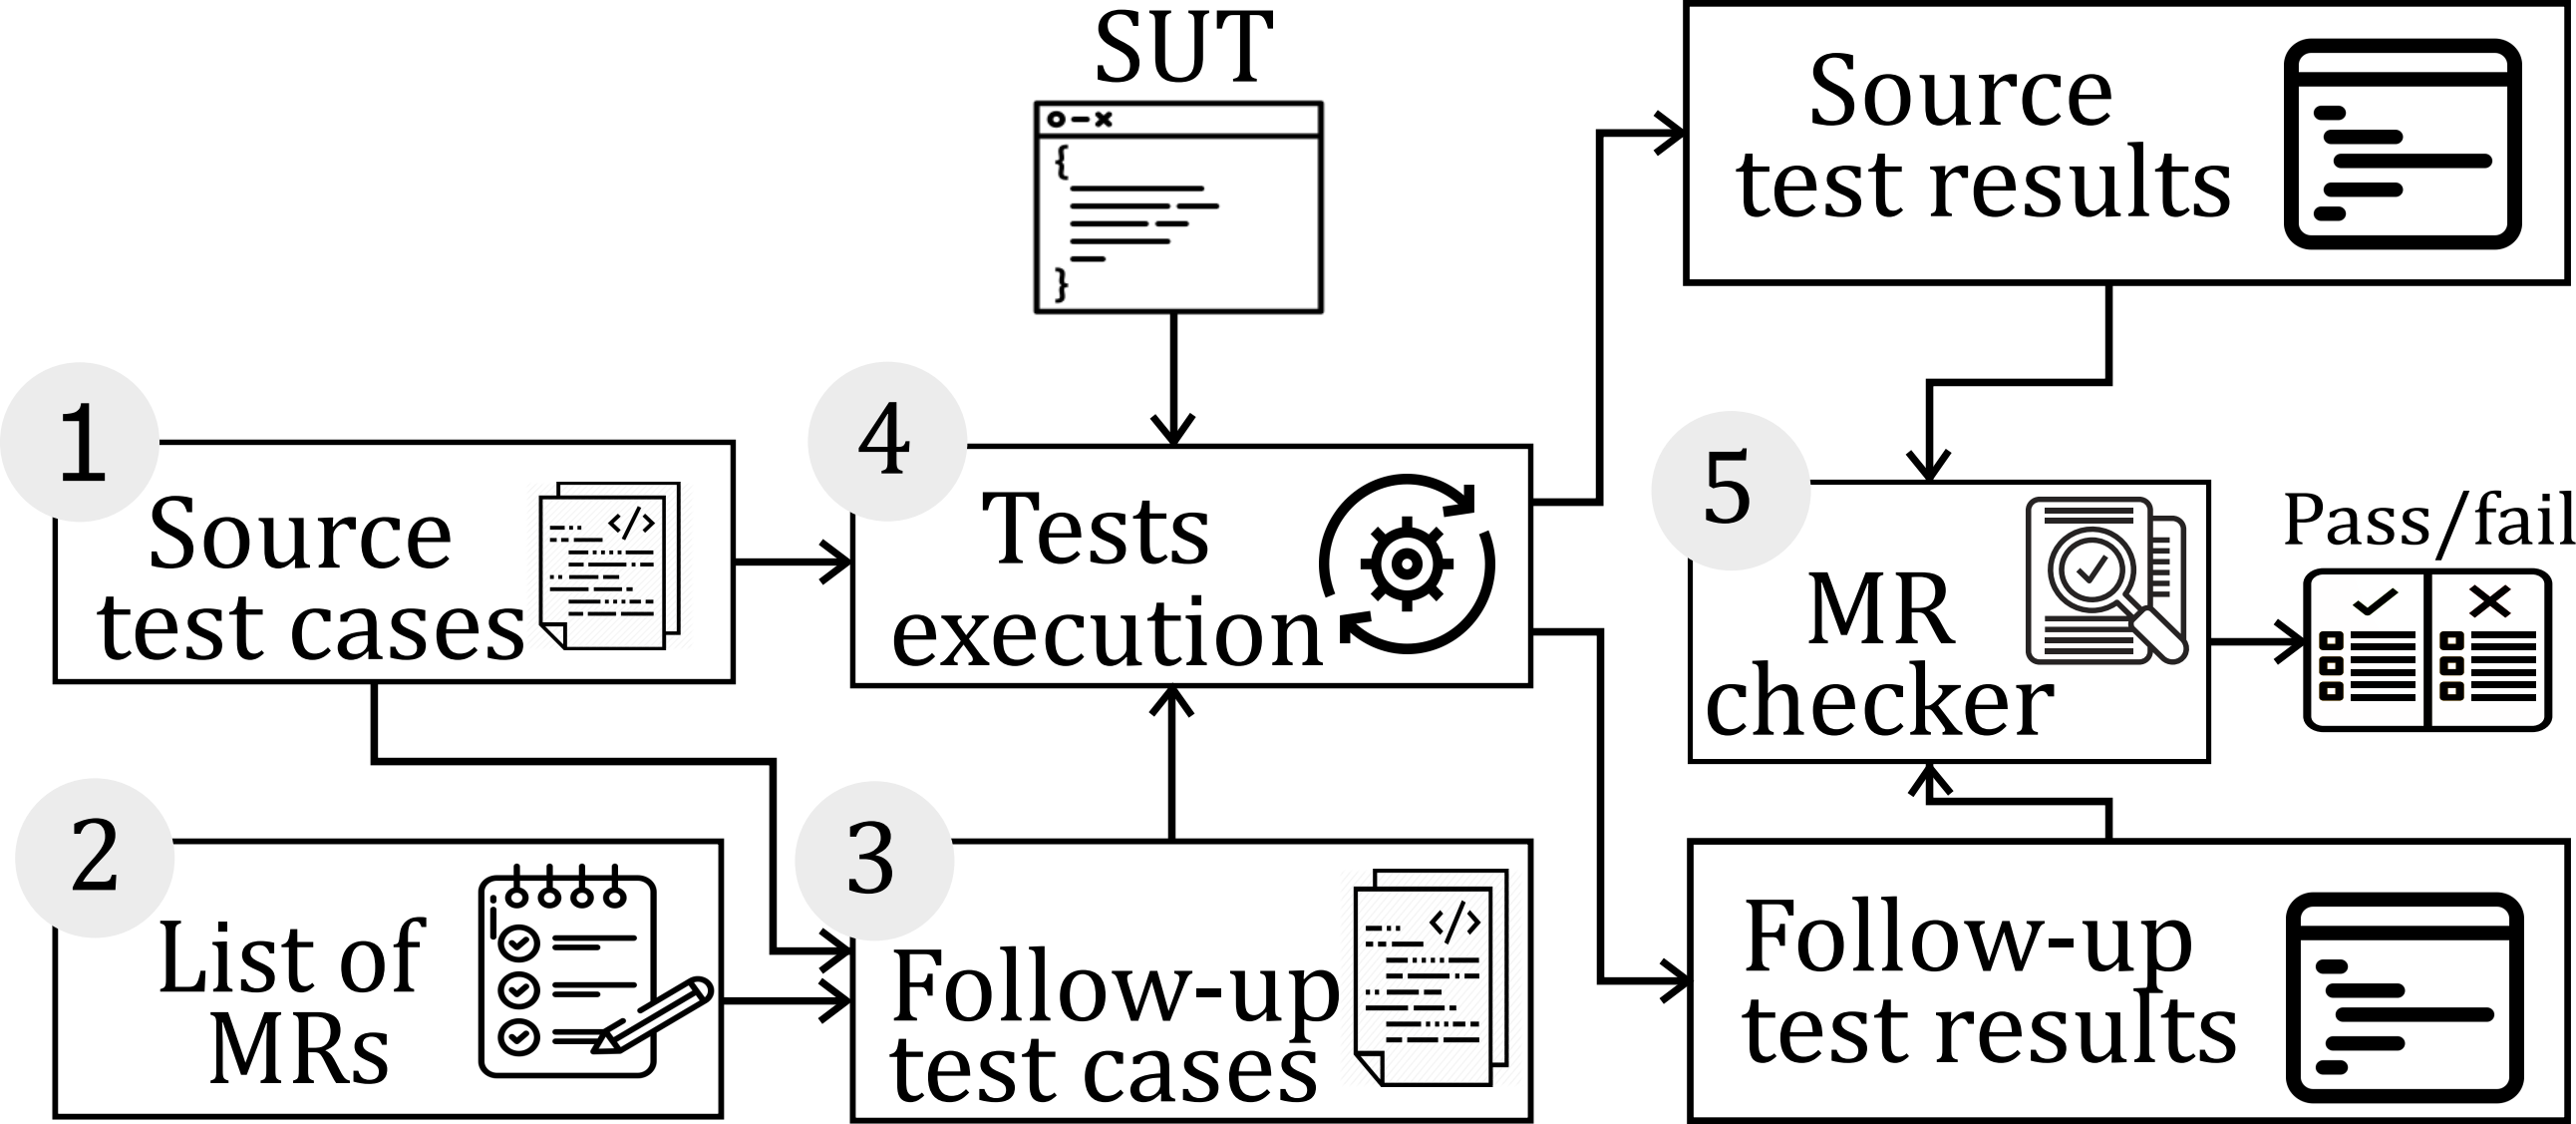 SUT
Source
test results
1
Source
test cases
4
Tests
execution
5
MR
checker
Pass/fail
2
List of
MRs
3
Follow-up
test cases
Follow-up
test results